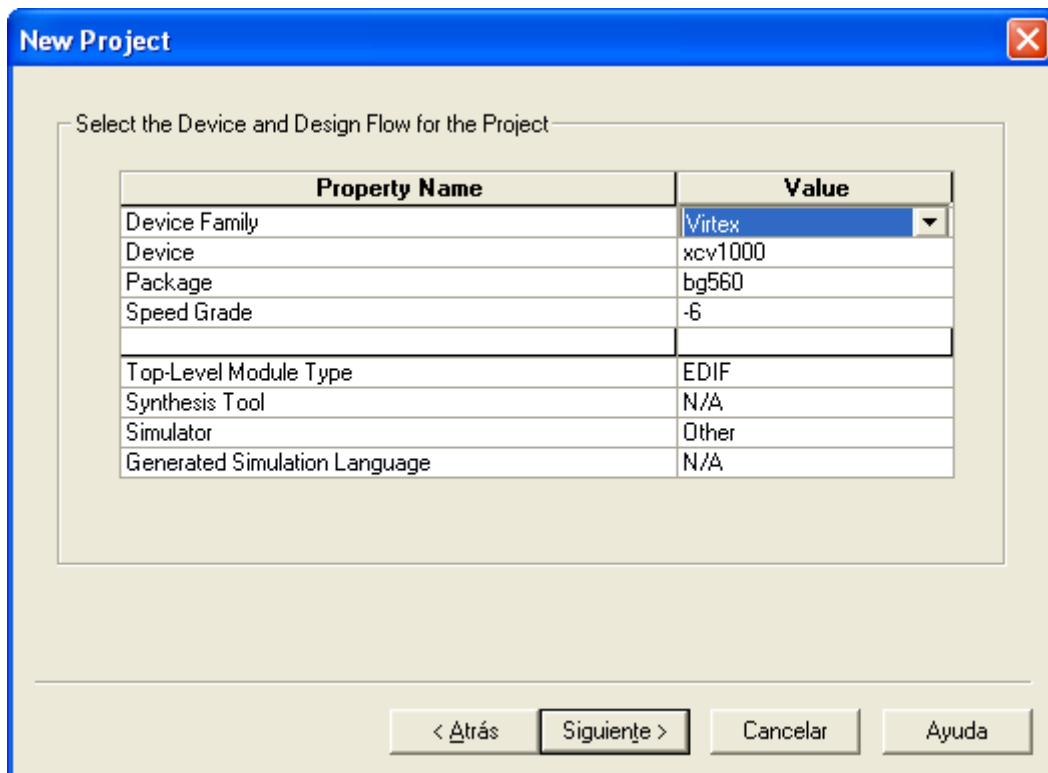 New Project
Select the Device and Design Flow for the Project
Property Name Value
Device Family Virtex
Device xcv1000
Package bg560
Speed Grade -6
Top-Level Module Type EDIF
Synthesis Tool N/A
Simulator Other
Generated Simulation Language N/A
< Atrás Siguiente > Cancelar Ayuda